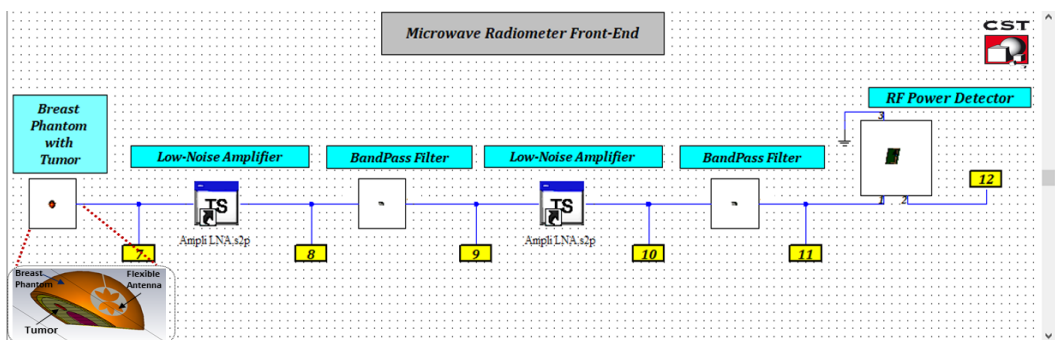 Microwave Radiometer Front-End
CST
Breast
Phantom
with
Tumor
Low-Noise Amplifier
BandPass Filter
Low-Noise Amplifier
BandPass Filter
RF Power Detector
3
1
2
12
TS
Ampli LNA.s2p
TS
Ampli LNA.s2p
7
8
9
10
11
Breast
Phantom
Flexible
Antenna
Tumor